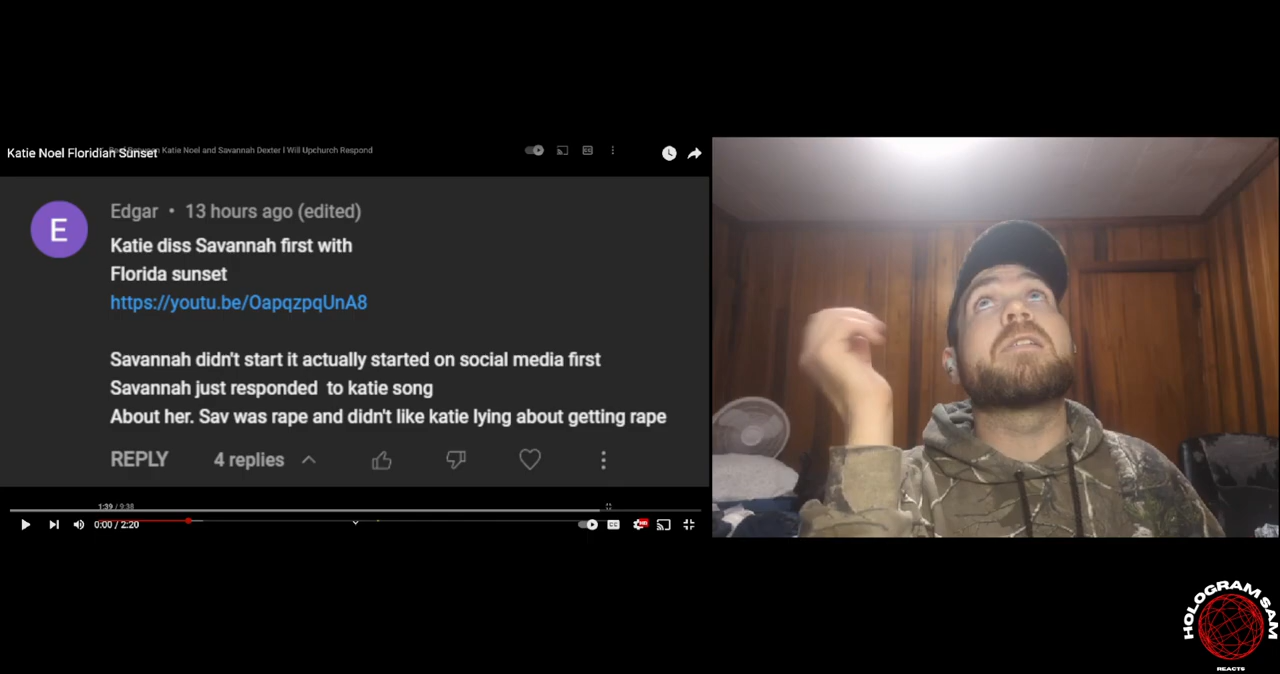 Katie Noel Floridian Sunset
Katie Noel and Savannah Dexter I Will Upchurch Respond
E
Edgar • 13 hours ago (edited)
Katie diss Savannah first with
Florida sunset
https://youtu.be/OapqzpqUnA8
Savannah didn't start it actually started on social media first
Savannah just responded to katie song
About her. Sav was rape and didn't like katie lying about getting rape
REPLY 4 replies
1:39 / 9:38
0:00 / 2:20
CC
HD
HOLOGRAM SAM
REACTS